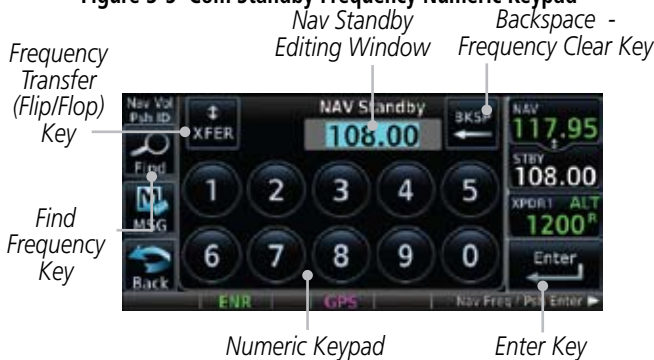 Figure 3-3 Com Standby Frequency Numeric Keypad
Nav Standby
Editing Window
Backspace -
Frequency Clear Key
Frequency
Transfer
(Flip/Flop)
Key
Find
Frequency
Key
Nav Vol
Psh ID
XFER
NAV Standby
108.00
BKSP
NAV
117.95
Find
STBY
108.00
1
2
3
4
5
MSG
XPDR1 ALT
1200 R
6
7
8
9
0
Back
Enter
ENR
GPS
Nav Freq / Psh Enter
Numeric Keypad
Enter Key